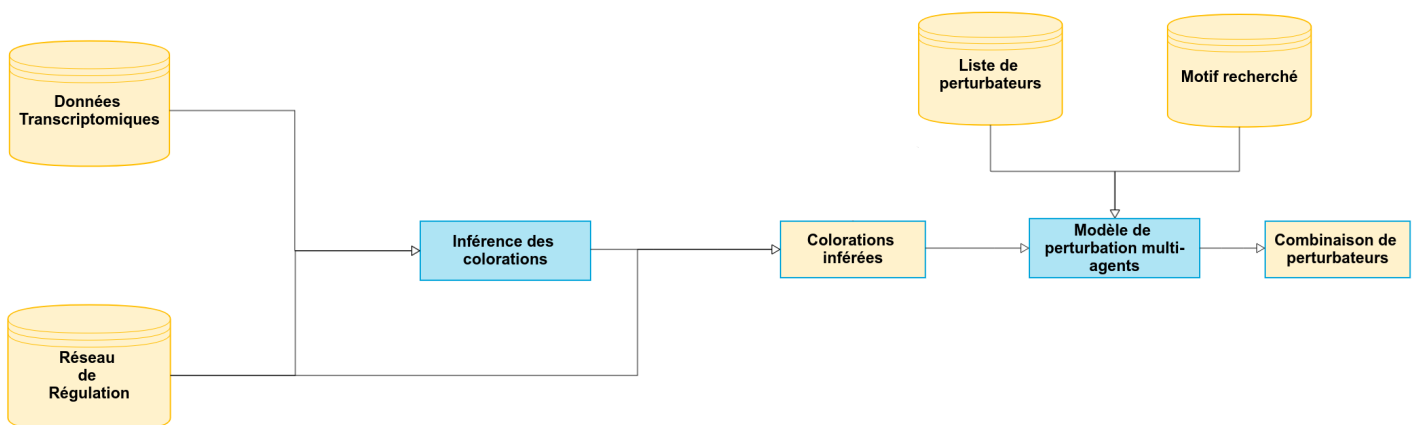 Données
Transcriptomiques
Réseau
de
Régulation
Inférence des
colorations
Colorations
inférées
Liste de
perturbateurs
Motif recherché
Modèle de
perturbation multi-
agents
Combinaison de
perturbateurs